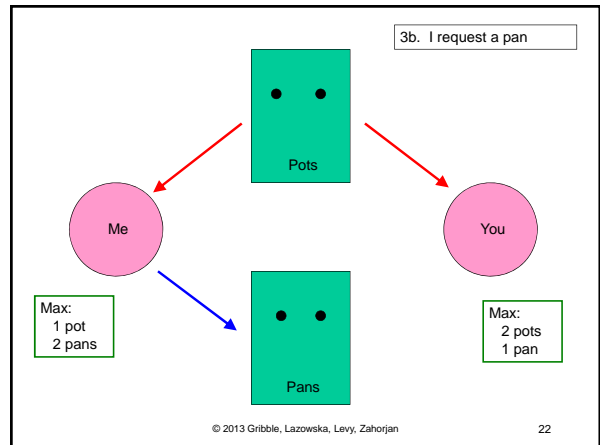 3b. I request a pan
Pots
Me
You
Max:
1 pot
2 pans
Max:
2 pots
1 pan
Pans
© 2013 Gribble, Lazowska, Levy, Zahorjan
22